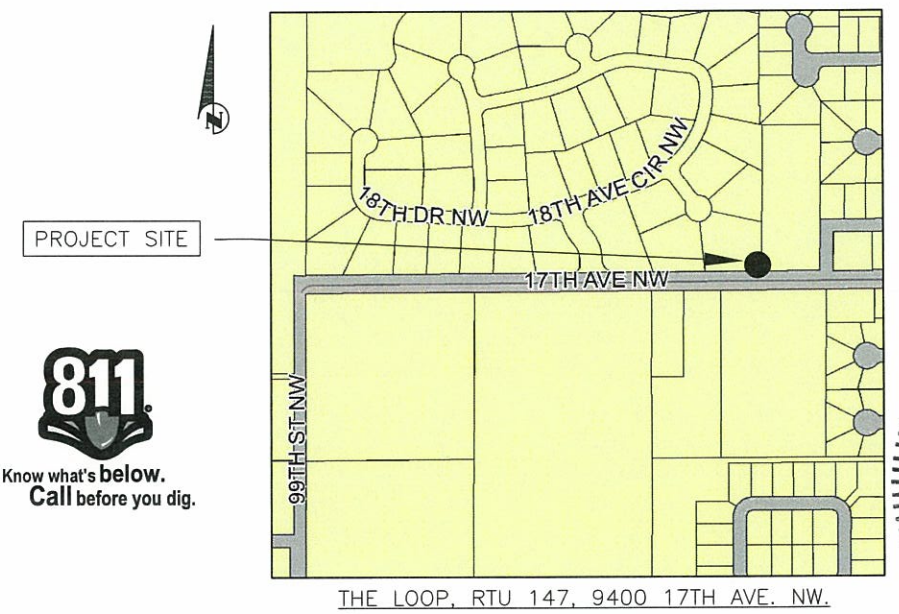 N
18TH DR NW
18TH AVE CIR NW
PROJECT SITE
17TH AVE NW
811
99TH ST NW
Know what's below.
Call before you dig.
THE LOOP, RTU 147, 9400 17TH AVE. NW.